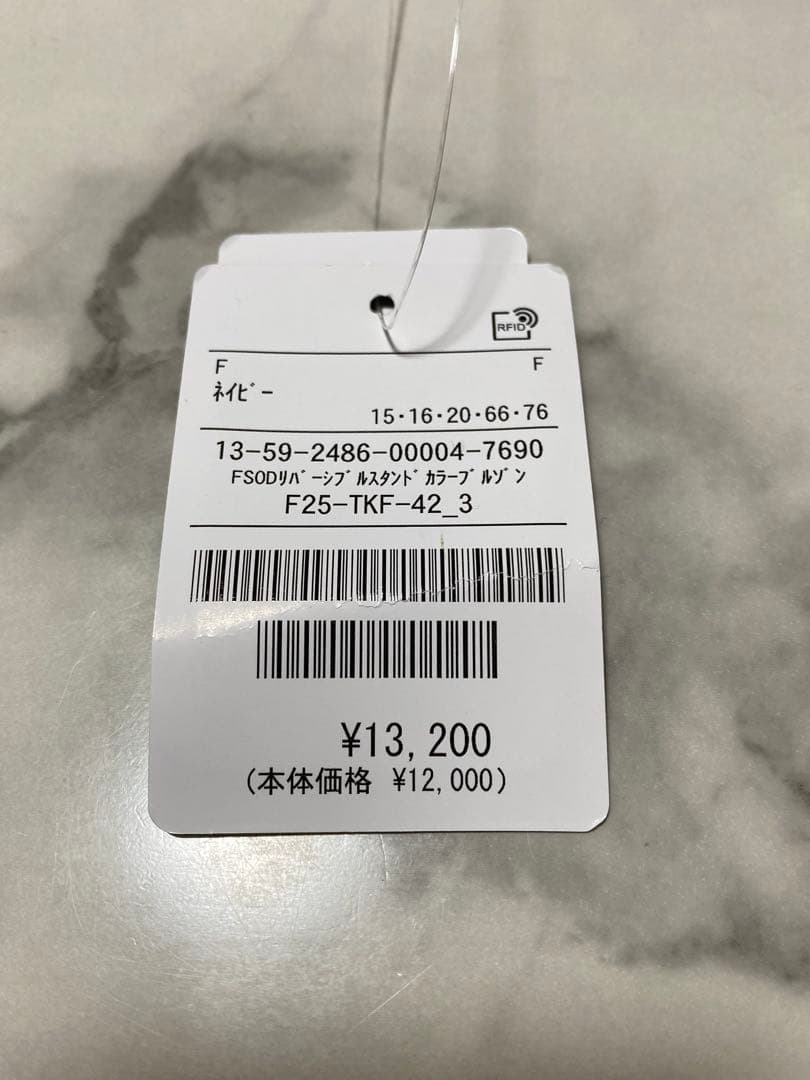 RFID
F F
ﾈｲﾋﾞｰ
15・16・20・66・76
13-59-2486-00004-7690
FSODﾘﾊﾞｰｼﾌﾞﾙｽﾀﾝﾄﾞｶﾗｰﾌﾞﾙｿﾞﾝ
F25-TKF-42_3
¥13,200
(本体価格 ¥12,000)